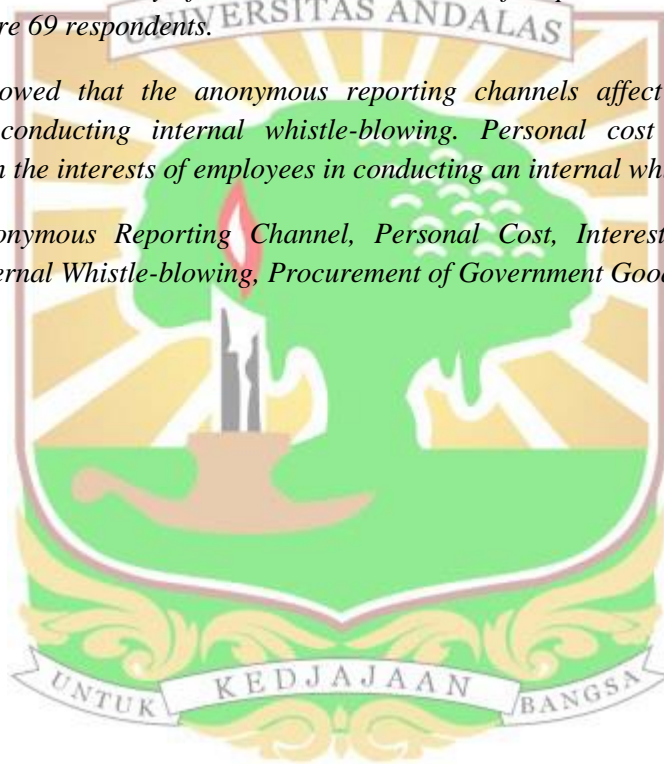 UNIVERSITAS ANDALAS
re 69 respondents.
owed that the anonymous reporting channels affect
conducting internal whistle-blowing. Personal cost
n the interests of employees in conducting an internal wh
onymous Reporting Channel, Personal Cost, Interest
ernal Whistle-blowing, Procurement of Government Good
UNTUK KEDJAJAAN BANGSA